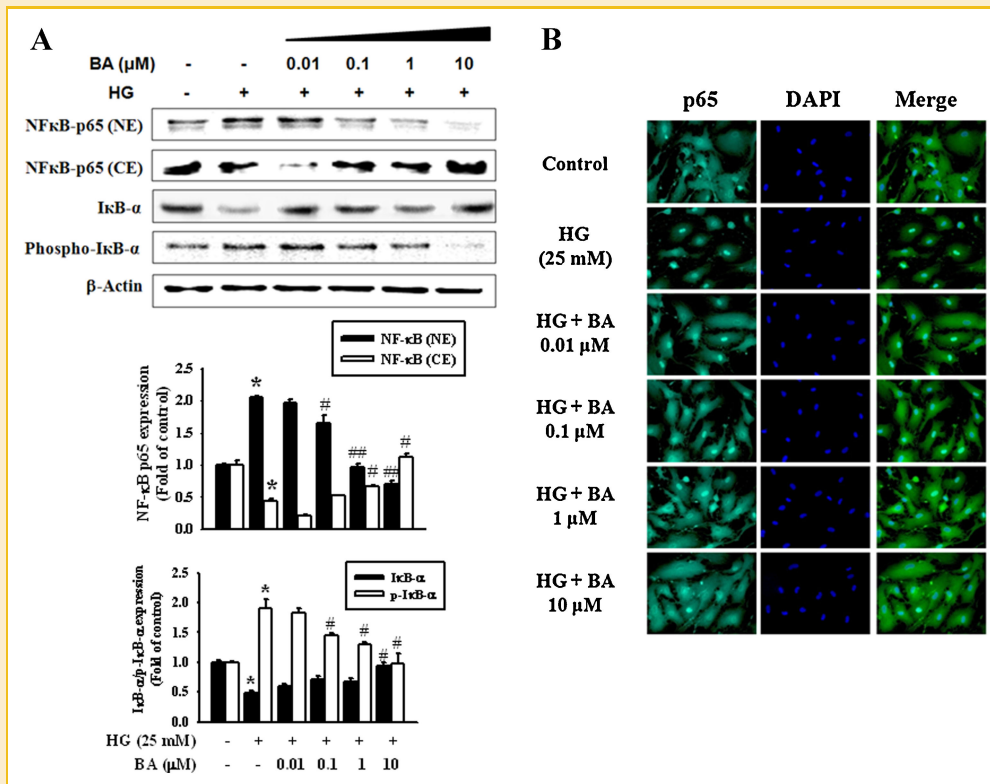 A
BA (µM) - - 0.01 0.1 1 10
HG - + + + + +
NFκB-p65 (NE)
NFκB-p65 (CE)
IκB-α
Phospho-IκB-α
β-Actin
NF-κB (NE)
NF-κB (CE)
NF-κB p65 expression
(Fold of control)
2.5
2.0
1.5
1.0
0.5
0.0
* * # ## # ## #
IκB-α
p-IκB-α
IκB-α/p-IκB-α expression
(Fold of control)
2.5
2.0
1.5
1.0
0.5
0.0
* * # # # #
HG (25 mM) - + + + + +
BA (µM) - - 0.01 0.1 1 10
B
p65 DAPI Merge
Control
HG
(25 mM)
HG + BA
0.01 µM
HG + BA
0.1 µM
HG + BA
1 µM
HG + BA
10 µM